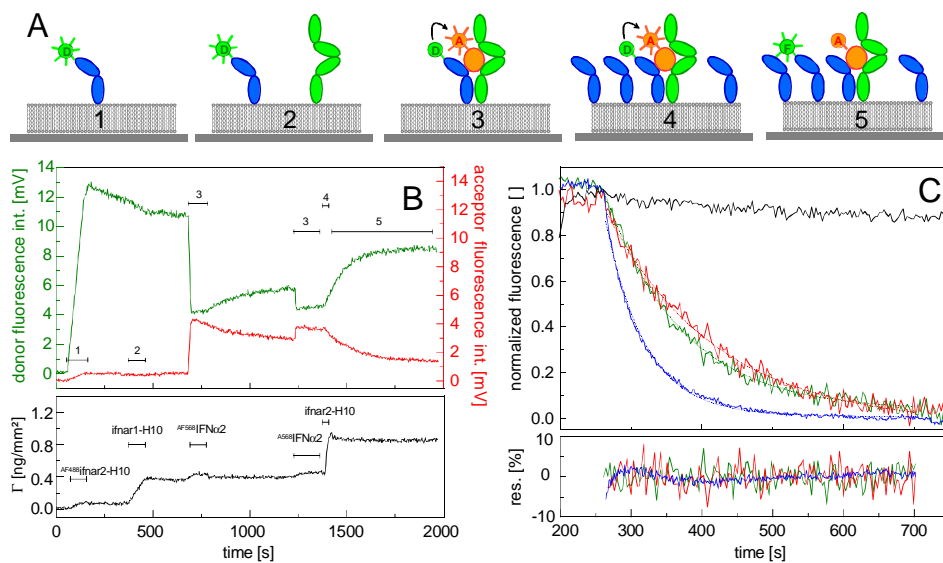 A
D
D
D A
D A
F A
1 2 3 4 5
B
donor fluorescence int. [mV]
14
12
10
8
6
4
2
0
acceptor fluorescence int. [mV]
14
12
10
8
6
4
2
0
1
2
3
3
4
5
Γ [ng/mm²]
1.2
0.8
0.4
0.0
AF488ifnar2-H10
ifnar1-H10
AF568IFNα2
A568IFNα2
ifnar2-H10
0 500 1000 1500 2000
time [s]
C
normalized fluorescence [ ]
1.0
0.8
0.6
0.4
0.2
0.0
res. [%]
10
0
-10
200 300 400 500 600 700
time [s]